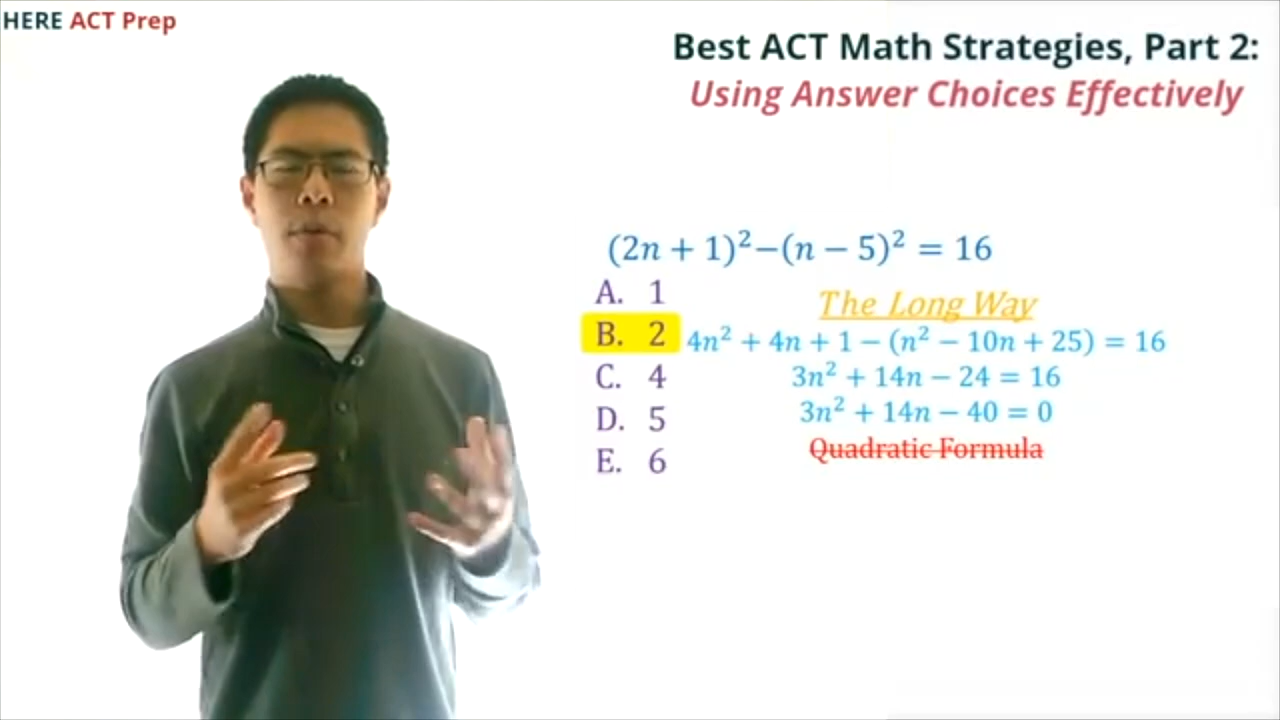 HERE ACT Prep
Best ACT Math Strategies, Part 2:
Using Answer Choices Effectively
(2n + 1)²−(n − 5)² = 16
A. 1
B. 2
C. 4
D. 5
E. 6
The Long Way
4n² + 4n + 1 − (n² − 10n + 25) = 16
3n² + 14n − 24 = 16
3n² + 14n − 40 = 0
Quadratic Formula